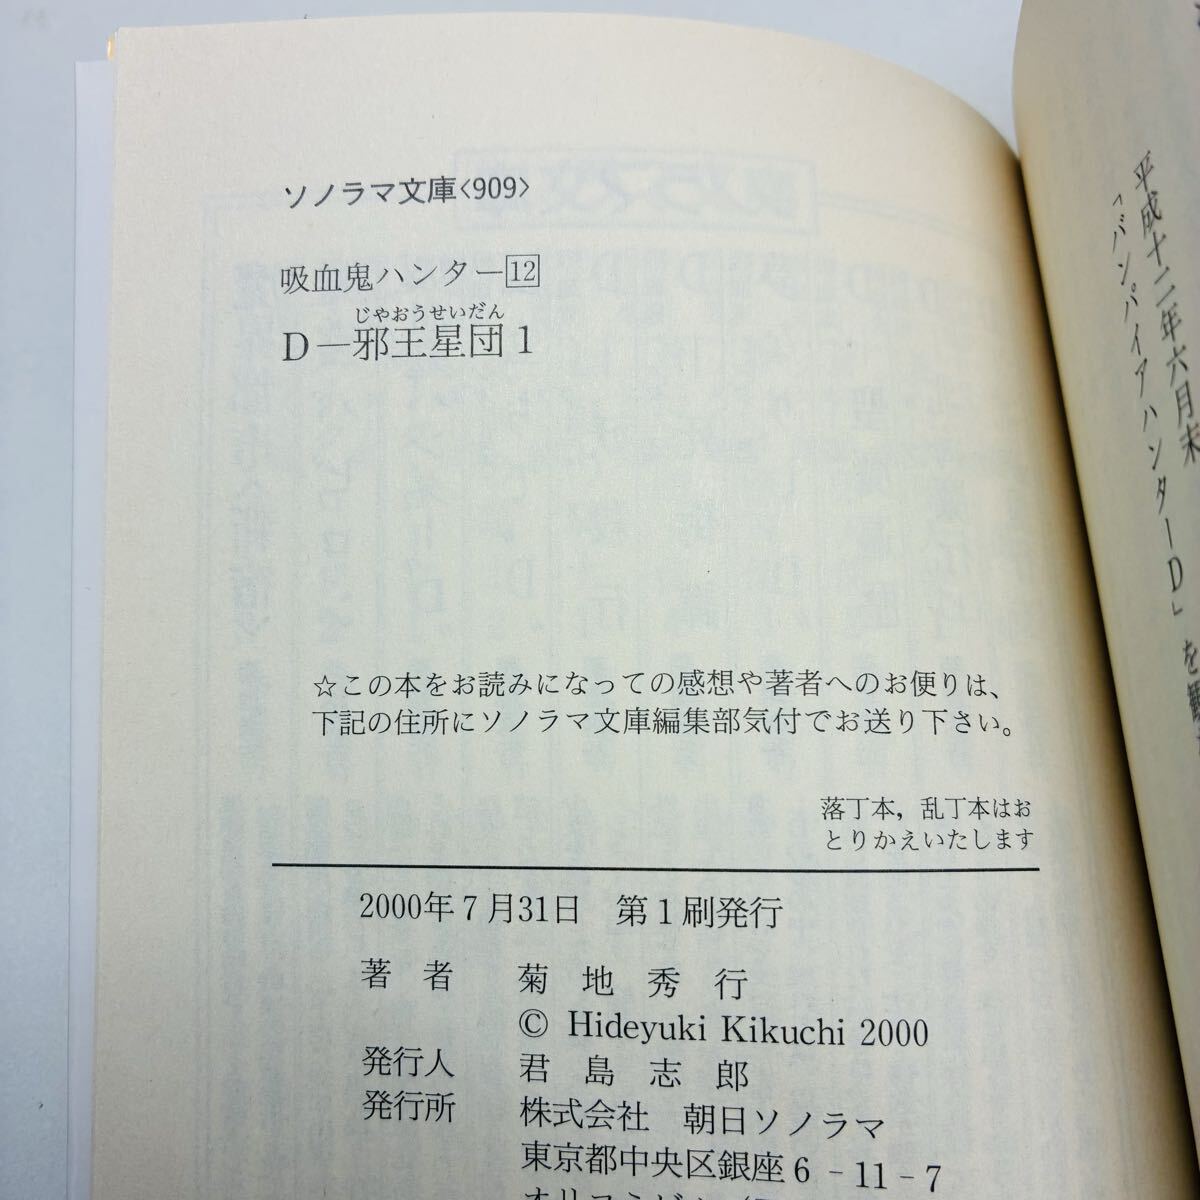 ソノラマ文庫〈909〉
吸血鬼ハンター12
じゃおうせいだん
D―邪王星団1
☆この本をお読みになっての感想や著者へのお便りは、
下記の住所にソノラマ文庫編集部気付でお送り下さい。
落丁本，乱丁本はお
とりかえいたします
2000年7月31日 第1刷発行
著者 菊地秀行
© Hideyuki Kikuchi 2000
発行人 君島志郎
発行所 株式会社 朝日ソノラマ
東京都中央区銀座6-11-7
平成十二年六月末
「バンパイアハンターD」を観